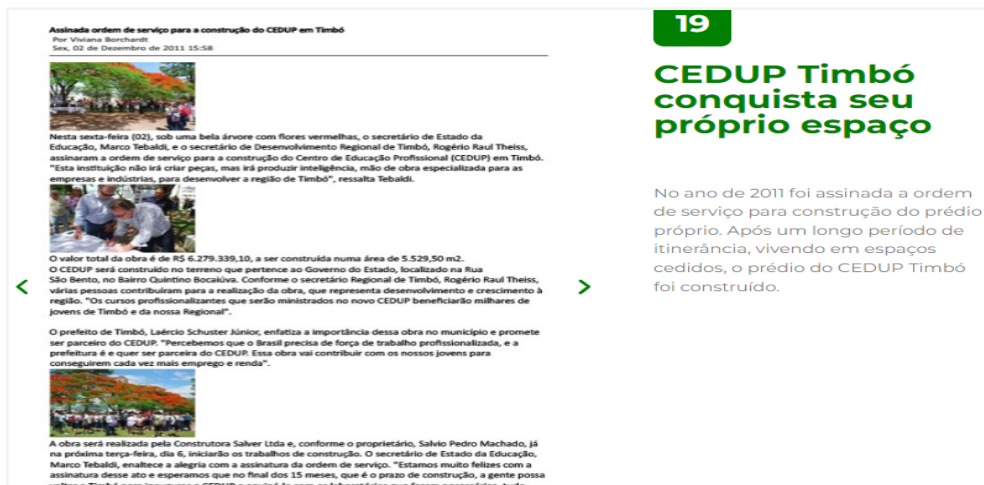 Assinada ordem de serviço para a construção do CEDUP em Timbó
Por Viviana Borchardt
Sex, 02 de Dezembro de 2011 15:58
Nesta sexta-feira (02), sob uma bela árvore com flores vermelhas, o secretário de Estado da
Educação, Marco Tebaldi, e o secretário de Desenvolvimento Regional de Timbó, Rogério Raul Theiss,
assinaram a ordem de serviço para a construção do Centro de Educação Profissional (CEDUP) em Timbó.
"Esta instituição não irá criar peças, mas irá produzir inteligência, mão de obra especializada para as
empresas e indústrias, para desenvolver a região de Timbó", ressalta Tebaldi.
O valor total da obra é de R$ 6.279.339,10, a ser construída numa área de 5.529,50 m2.
O CEDUP será construído no terreno que pertence ao Governo do Estado, localizado na Rua
São Bento, no Bairro Quintino Bocaiúva. Conforme o secretário Regional de Timbó, Rogério Raul Theiss,
várias pessoas contribuíram para a realização da obra, que representa desenvolvimento e crescimento à
região. "Os cursos profissionalizantes que serão ministrados no novo CEDUP beneficiarão milhares de
jovens de Timbó e da nossa Regional".
O prefeito de Timbó, Laércio Schuster Júnior, enfatiza a importância dessa obra no município e promete
ser parceiro do CEDUP. "Percebemos que o Brasil precisa de força de trabalho profissionalizada, e a
prefeitura é e quer ser parceira do CEDUP. Essa obra vai contribuir com os nossos jovens para
conseguirem cada vez mais emprego e renda".
A obra será realizada pela Construtora Salver Ltda e, conforme o proprietário, Salvio Pedro Machado, já
na próxima terça-feira, dia 6, iniciarão os trabalhos de construção. O secretário de Estado da Educação,
Marco Tebaldi, enaltece a alegria com a assinatura da ordem de serviço. "Estamos muito felizes com a
assinatura desse ato e esperamos que no final dos 15 meses, que é o prazo de construção, a gente possa
19
CEDUP Timbó
conquista seu
próprio espaço
No ano de 2011 foi assinada a ordem
de serviço para construção do prédio
próprio. Após um longo período de
itinerância, vivendo em espaços
cedidos, o prédio do CEDUP Timbó
foi construído.